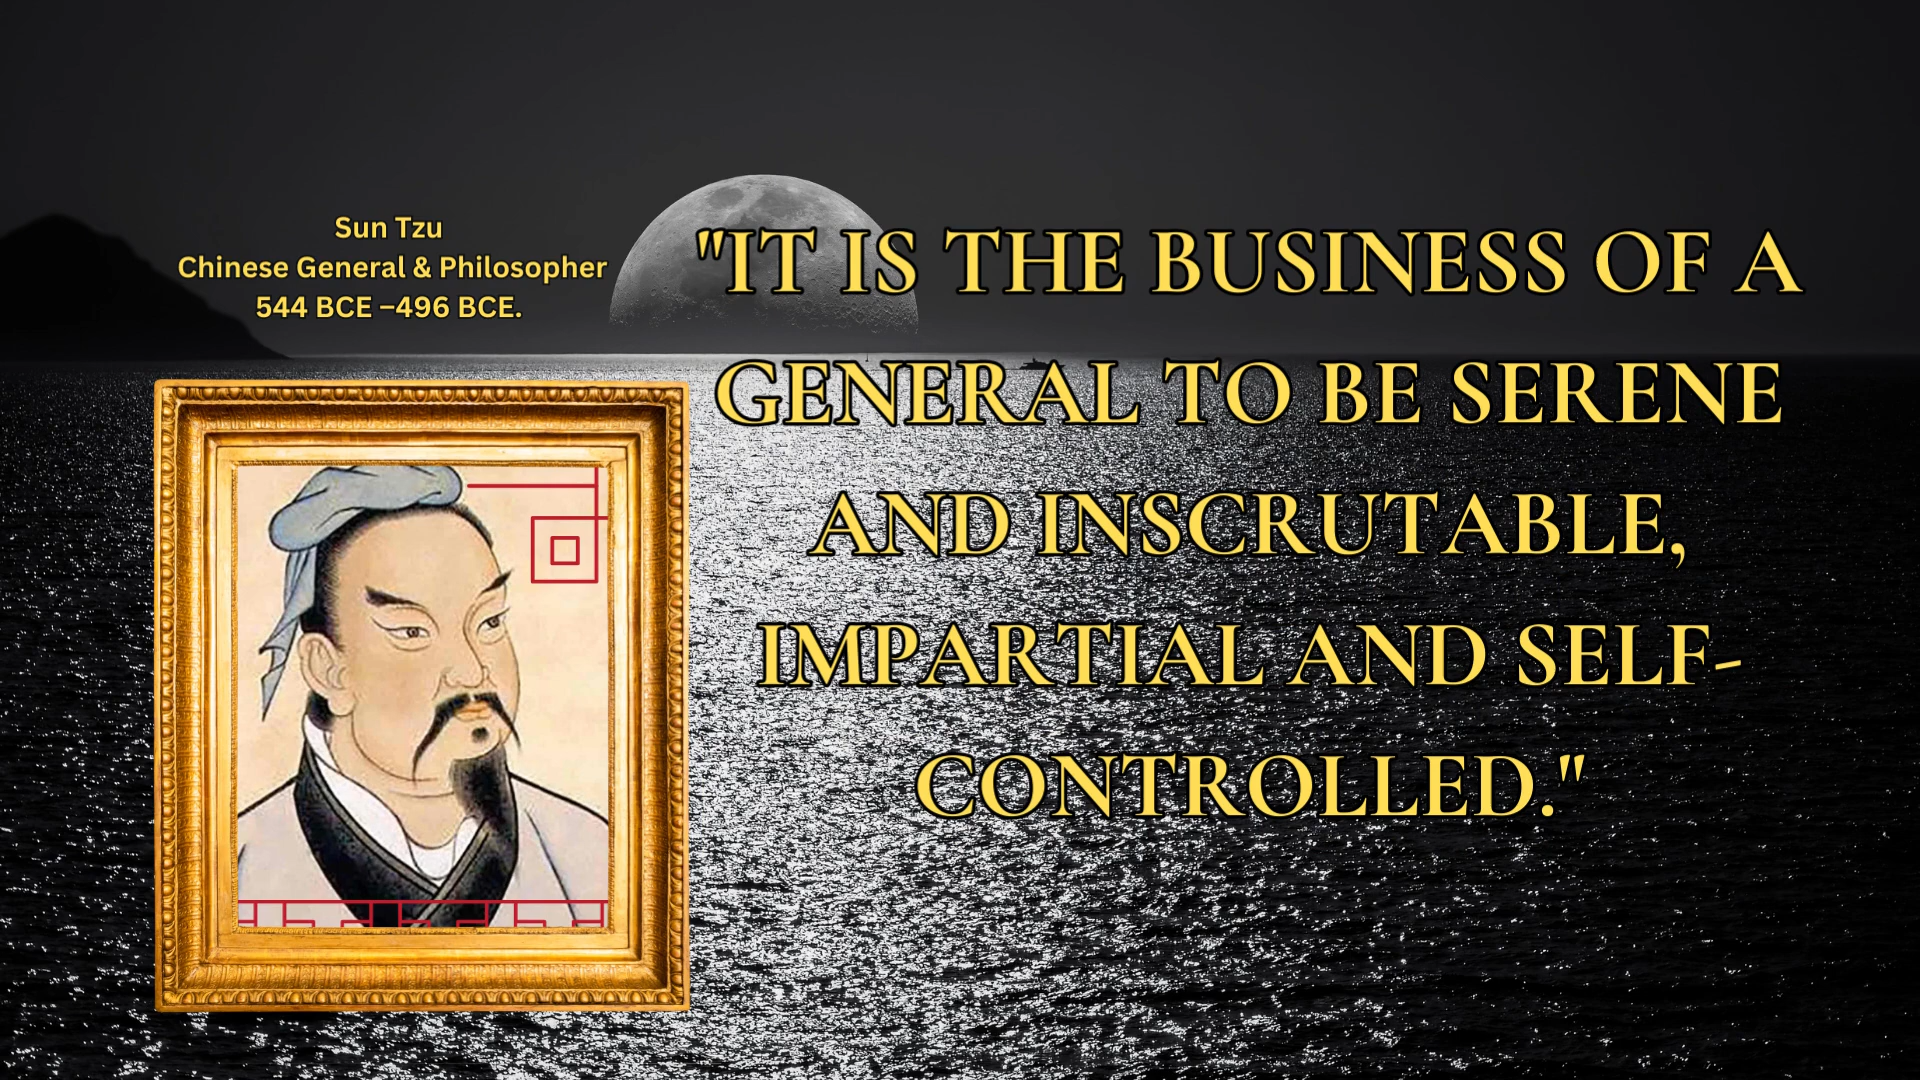 Sun Tzu
Chinese General & Philosopher
544 BCE –496 BCE.
"IT IS THE BUSINESS OF A
GENERAL TO BE SERENE
AND INSCRUTABLE,
IMPARTIAL AND SELF-
CONTROLLED."